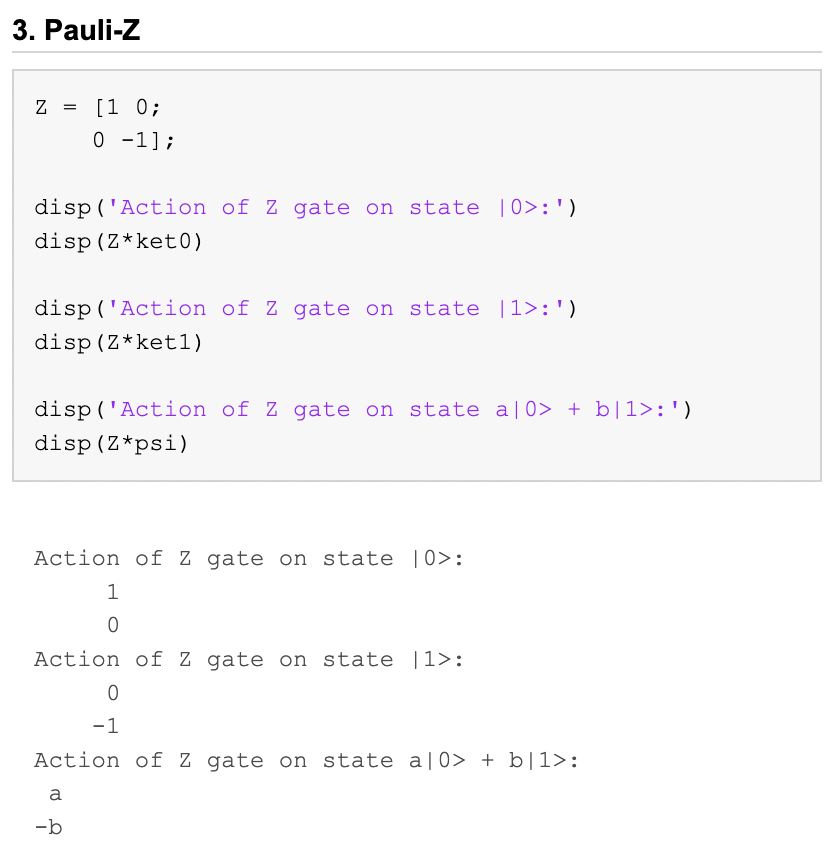 3. Pauli-Z
Z = [1 0;
    0 -1];
disp('Action of Z gate on state |0>:')
disp(Z*ket0)
disp('Action of Z gate on state |1>:')
disp(Z*ket1)
disp('Action of Z gate on state a|0> + b|1>:')
disp(Z*psi)
Action of Z gate on state |0>:
     1
     0
Action of Z gate on state |1>:
     0
    -1
Action of Z gate on state a|0> + b|1>:
 a
-b